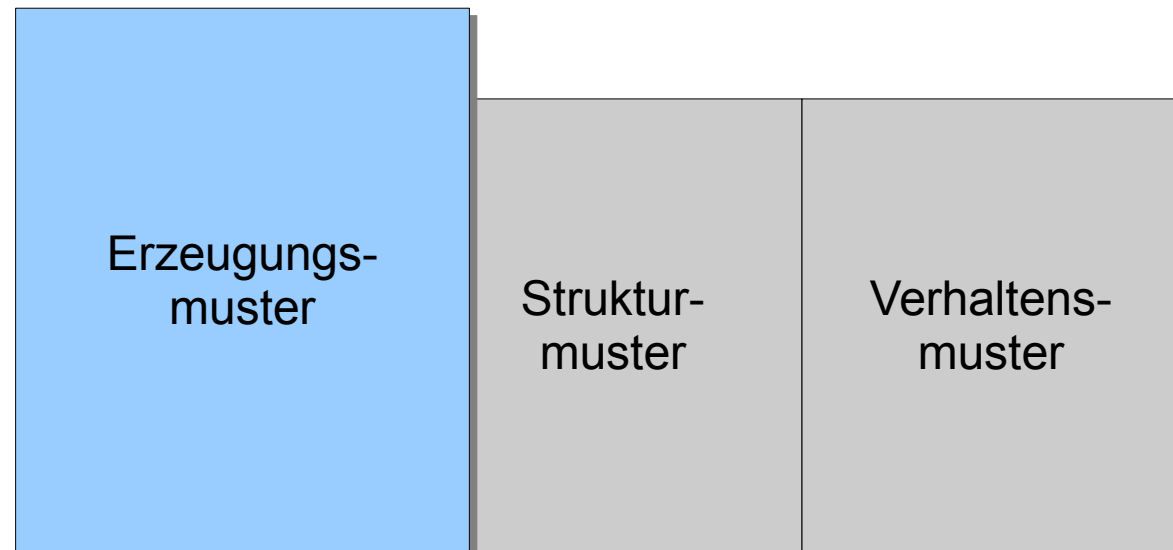 Erzeugungs-
muster
Struktur-
muster
Verhaltens-
muster